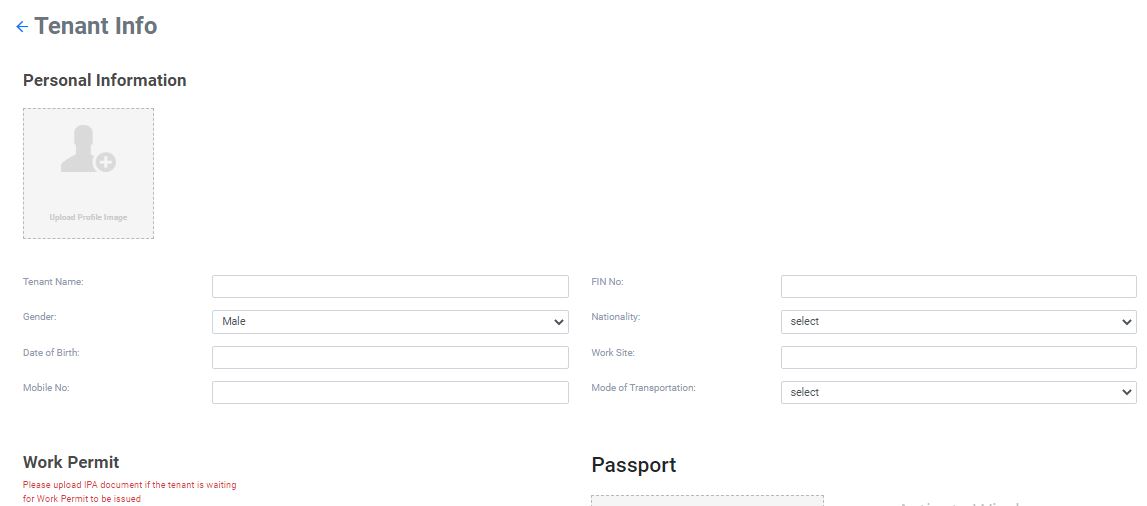 Tenant Info
Personal Information
Upload Profile Image
Tenant Name:
FIN No:
Gender:
Male
Nationality:
select
Date of Birth:
Work Site:
Mobile No:
Mode of Transportation:
select
Work Permit
Passport
Please upload IPA document if the tenant is waiting
for Work Permit to be issued